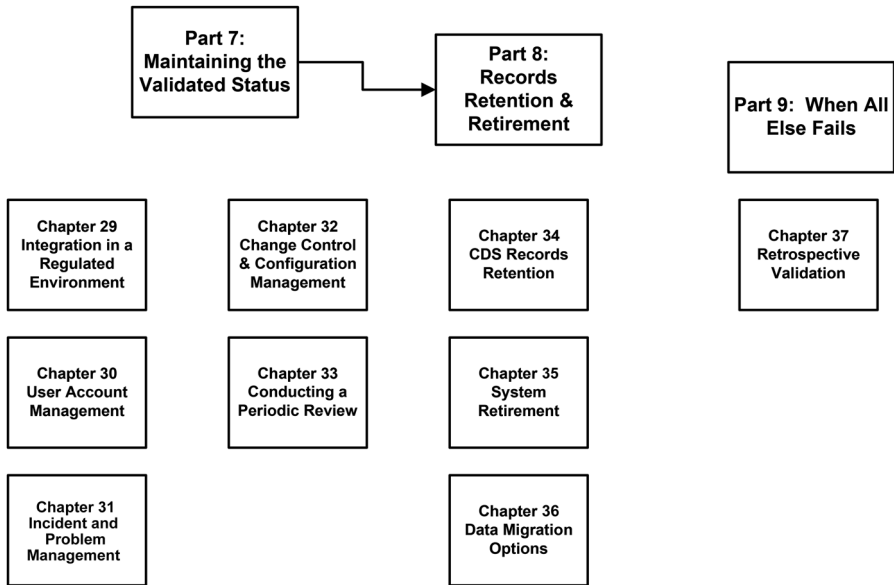 Part 7:
Maintaining the
Validated Status
Part 8:
Records
Retention &
Retirement
Part 9: When All
Else Fails
Chapter 29
Integration in a
Regulated
Environment
Chapter 32
Change Control
& Configuration
Management
Chapter 34
CDS Records
Retention
Chapter 37
Retrospective
Validation
Chapter 30
User Account
Management
Chapter 33
Conducting a
Periodic Review
Chapter 35
System
Retirement
Chapter 31
Incident and
Problem
Management
Chapter 36
Data Migration
Options